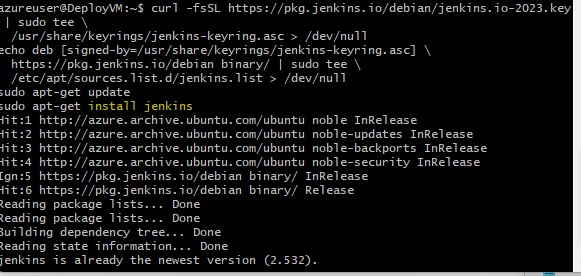 azureuser@DeployVM:~$ curl -fsSL https://pkg.jenkins.io/debian/jenkins.io-2023.key
| sudo tee \
/usr/share/keyrings/jenkins-keyring.asc > /dev/null
echo deb [signed-by=/usr/share/keyrings/jenkins-keyring.asc] \
https://pkg.jenkins.io/debian binary/ | sudo tee \
/etc/apt/sources.list.d/jenkins.list > /dev/null
sudo apt-get update
sudo apt-get install jenkins
Hit:1 http://azure.archive.ubuntu.com/ubuntu noble InRelease
Hit:2 http://azure.archive.ubuntu.com/ubuntu noble-updates InRelease
Hit:3 http://azure.archive.ubuntu.com/ubuntu noble-backports InRelease
Hit:4 http://azure.archive.ubuntu.com/ubuntu noble-security InRelease
Ign:5 https://pkg.jenkins.io/debian binary/ InRelease
Hit:6 https://pkg.jenkins.io/debian binary/ Release
Reading package lists... Done
Reading package lists... Done
Building dependency tree... Done
Reading state information... Done
jenkins is already the newest version (2.532).